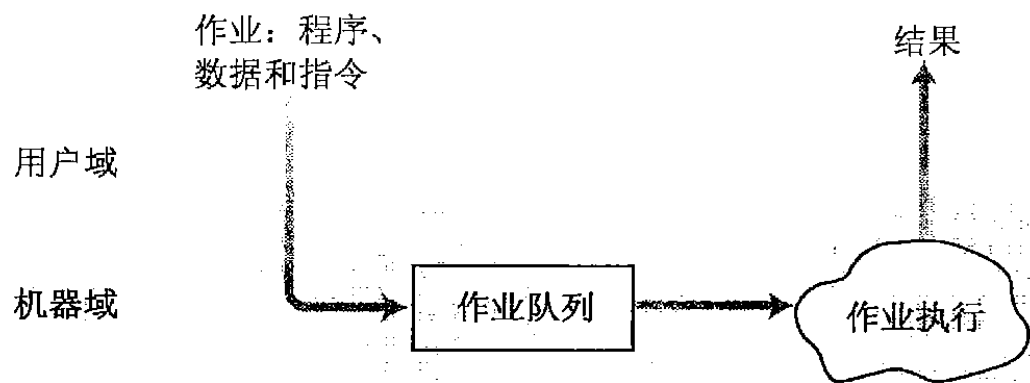 作业：程序、
数据和指令
结果
用户域
机器域
作业队列
作业执行